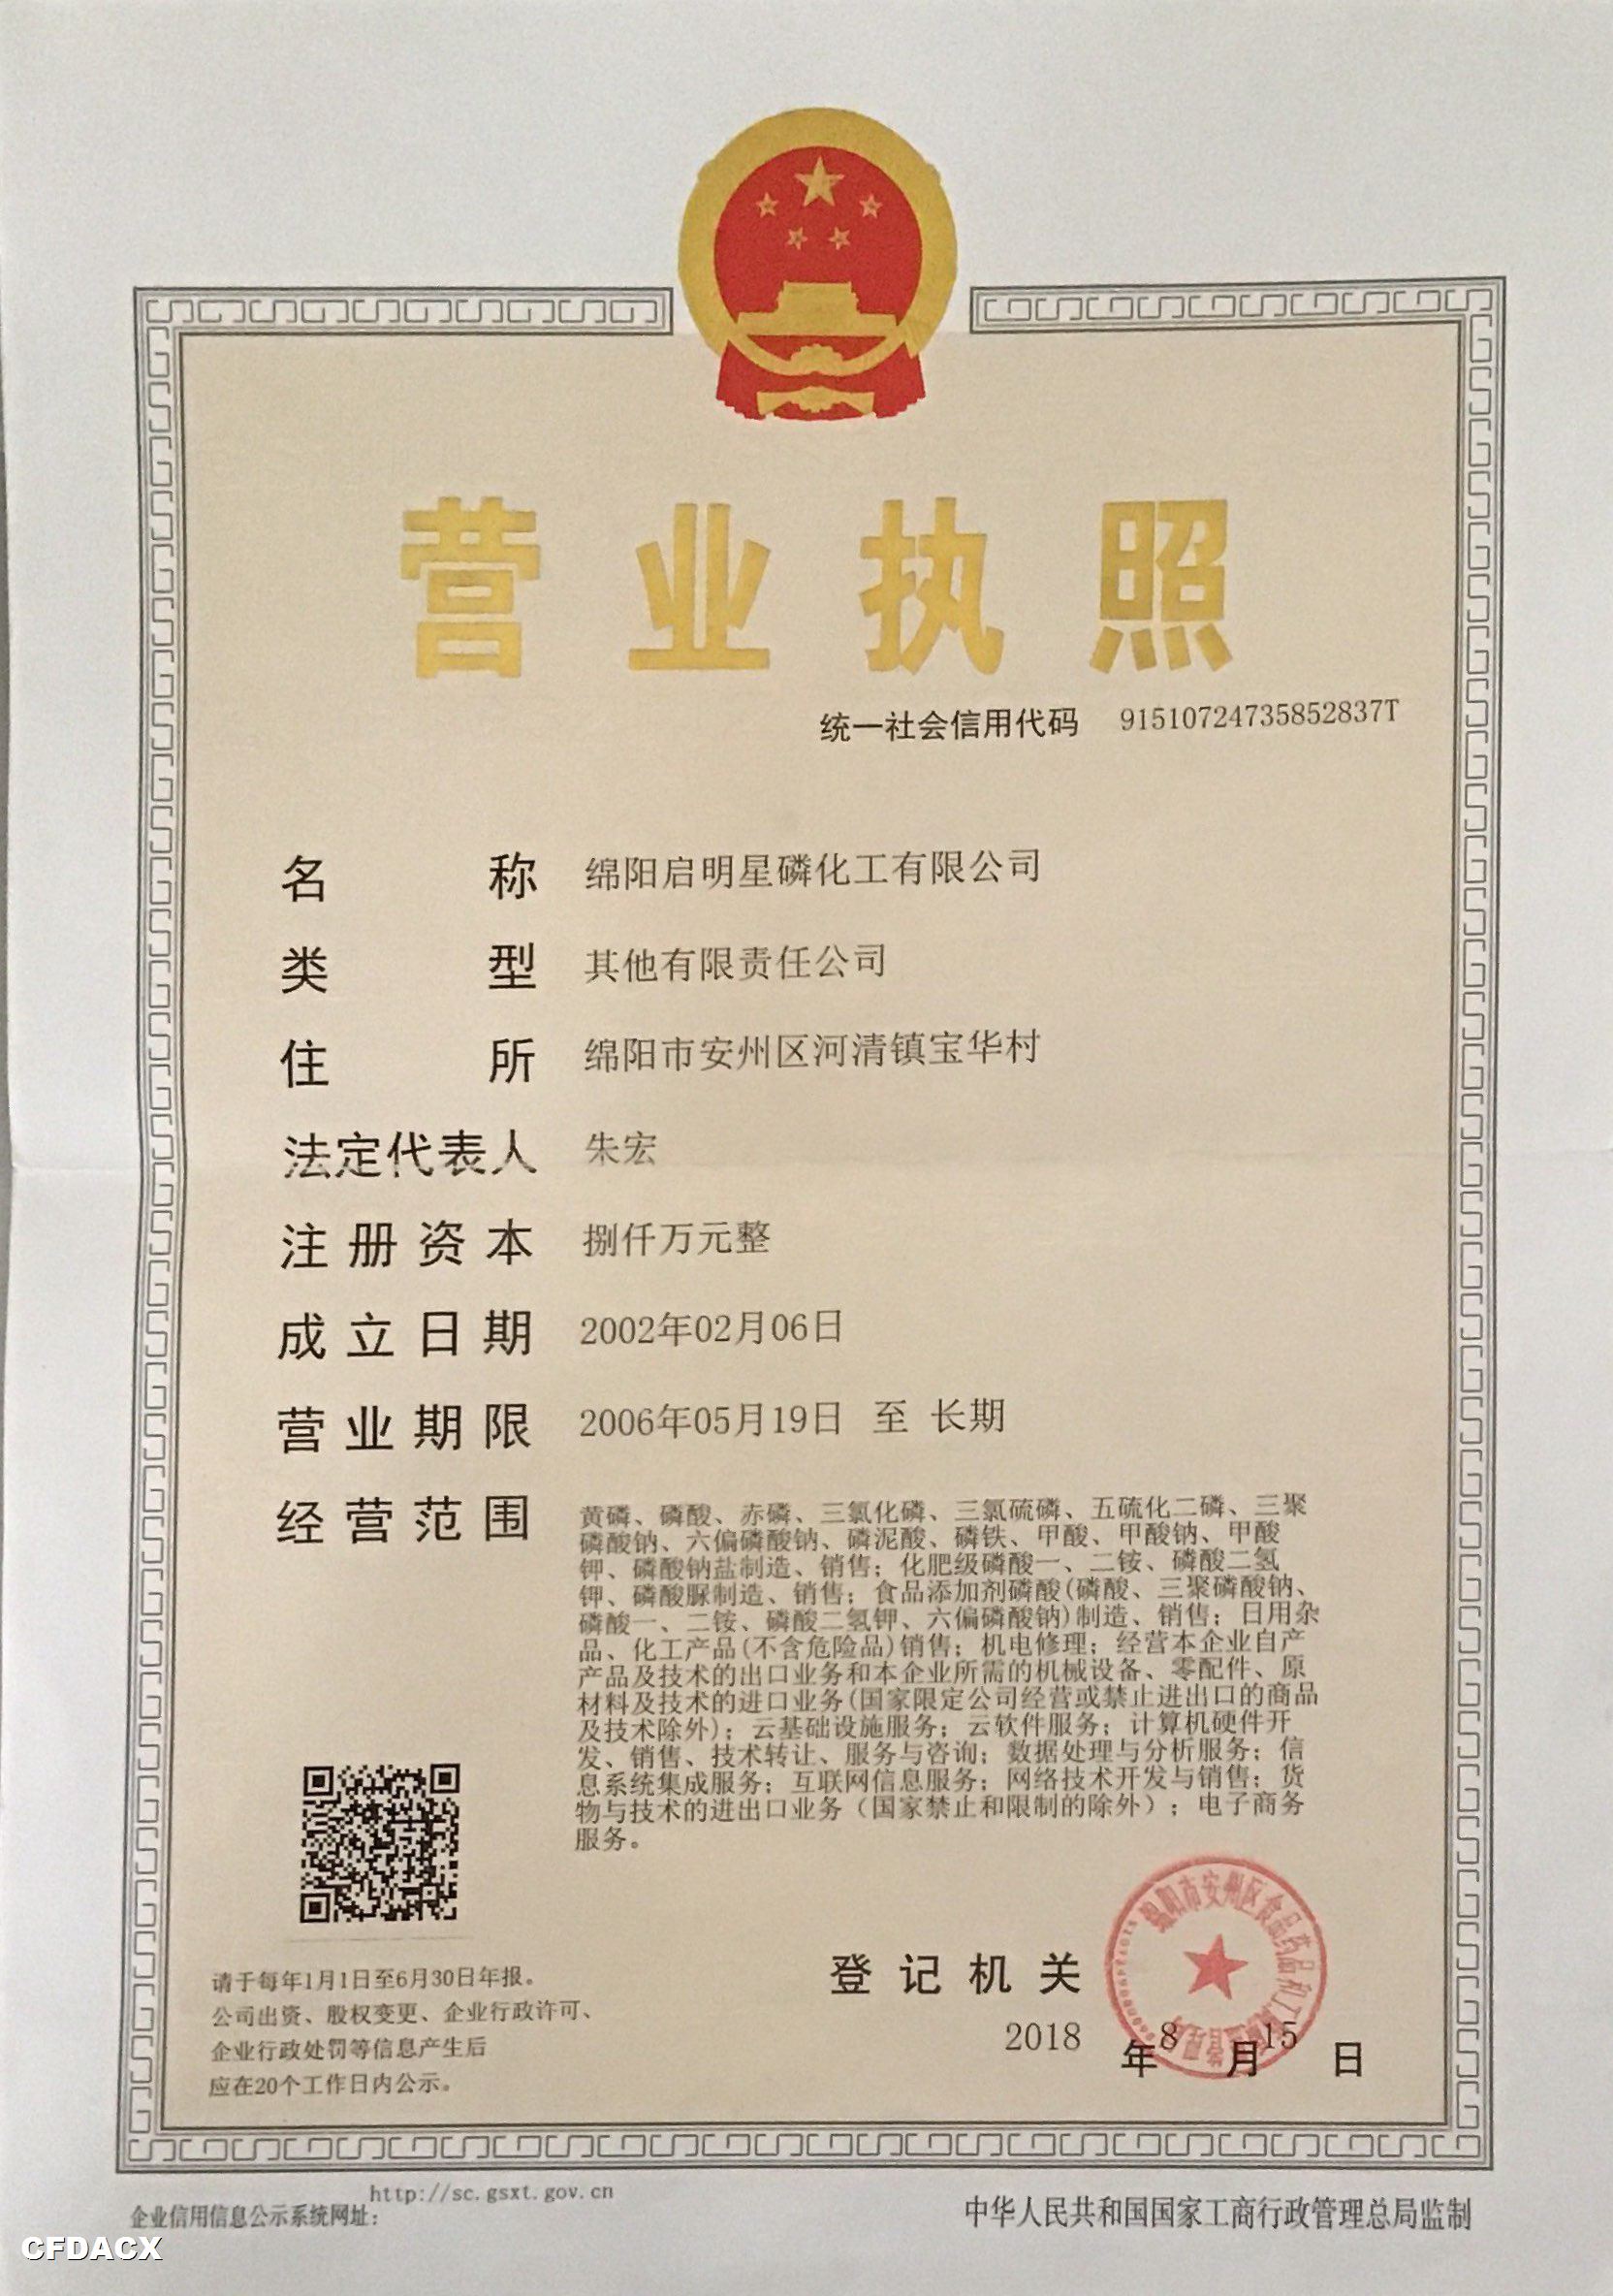 营业执照
统一社会信用代码 91510724735852837T
名称 绵阳启明星磷化工有限公司
类型 其他有限责任公司
住所 绵阳市安州区河清镇宝华村
法定代表人 朱宏
注册资本 捌仟万元整
成立日期 2002年02月06日
营业期限 2006年05月19日 至 长期
经营范围 黄磷、磷酸、赤磷、三氯化磷、三氯硫磷、五硫化二磷、三聚
磷酸钠、六偏磷酸钠、磷泥酸、磷铁、甲酸、甲酸钠、甲酸
钾、磷酸钠盐制造、销售；化肥级磷酸一、二铵、磷酸二氢
钾、磷酸脲制造、销售；食品添加剂磷酸(磷酸、三聚磷酸钠、
磷酸一、二铵、磷酸二氢钾、六偏磷酸钠)制造、销售；日用杂
品、化工产品(不含危险品)销售；机电修理；经营本企业自产
产品及技术的出口业务和本企业所需的机械设备、零配件、原
材料及技术的进口业务(国家限定公司经营或禁止进出口的商品
及技术除外)；云基础设施服务；云软件服务；计算机硬件开
发、销售、技术转让、服务与咨询；数据处理与分析服务；信
息系统集成服务；互联网信息服务；网络技术开发与销售；货
物与技术的进出口业务（国家禁止和限制的除外）；电子商务
服务。
请于每年1月1日至6月30日年报。
公司出资、股权变更、企业行政许可、
企业行政处罚等信息产生后
应在20个工作日内公示。
登记机关
绵阳市安州区食品药品和工商管理局
2018年8月15日
企业信用信息公示系统网址：http://sc.gsxt.gov.cn
中华人民共和国国家工商行政管理总局监制
CFDACX